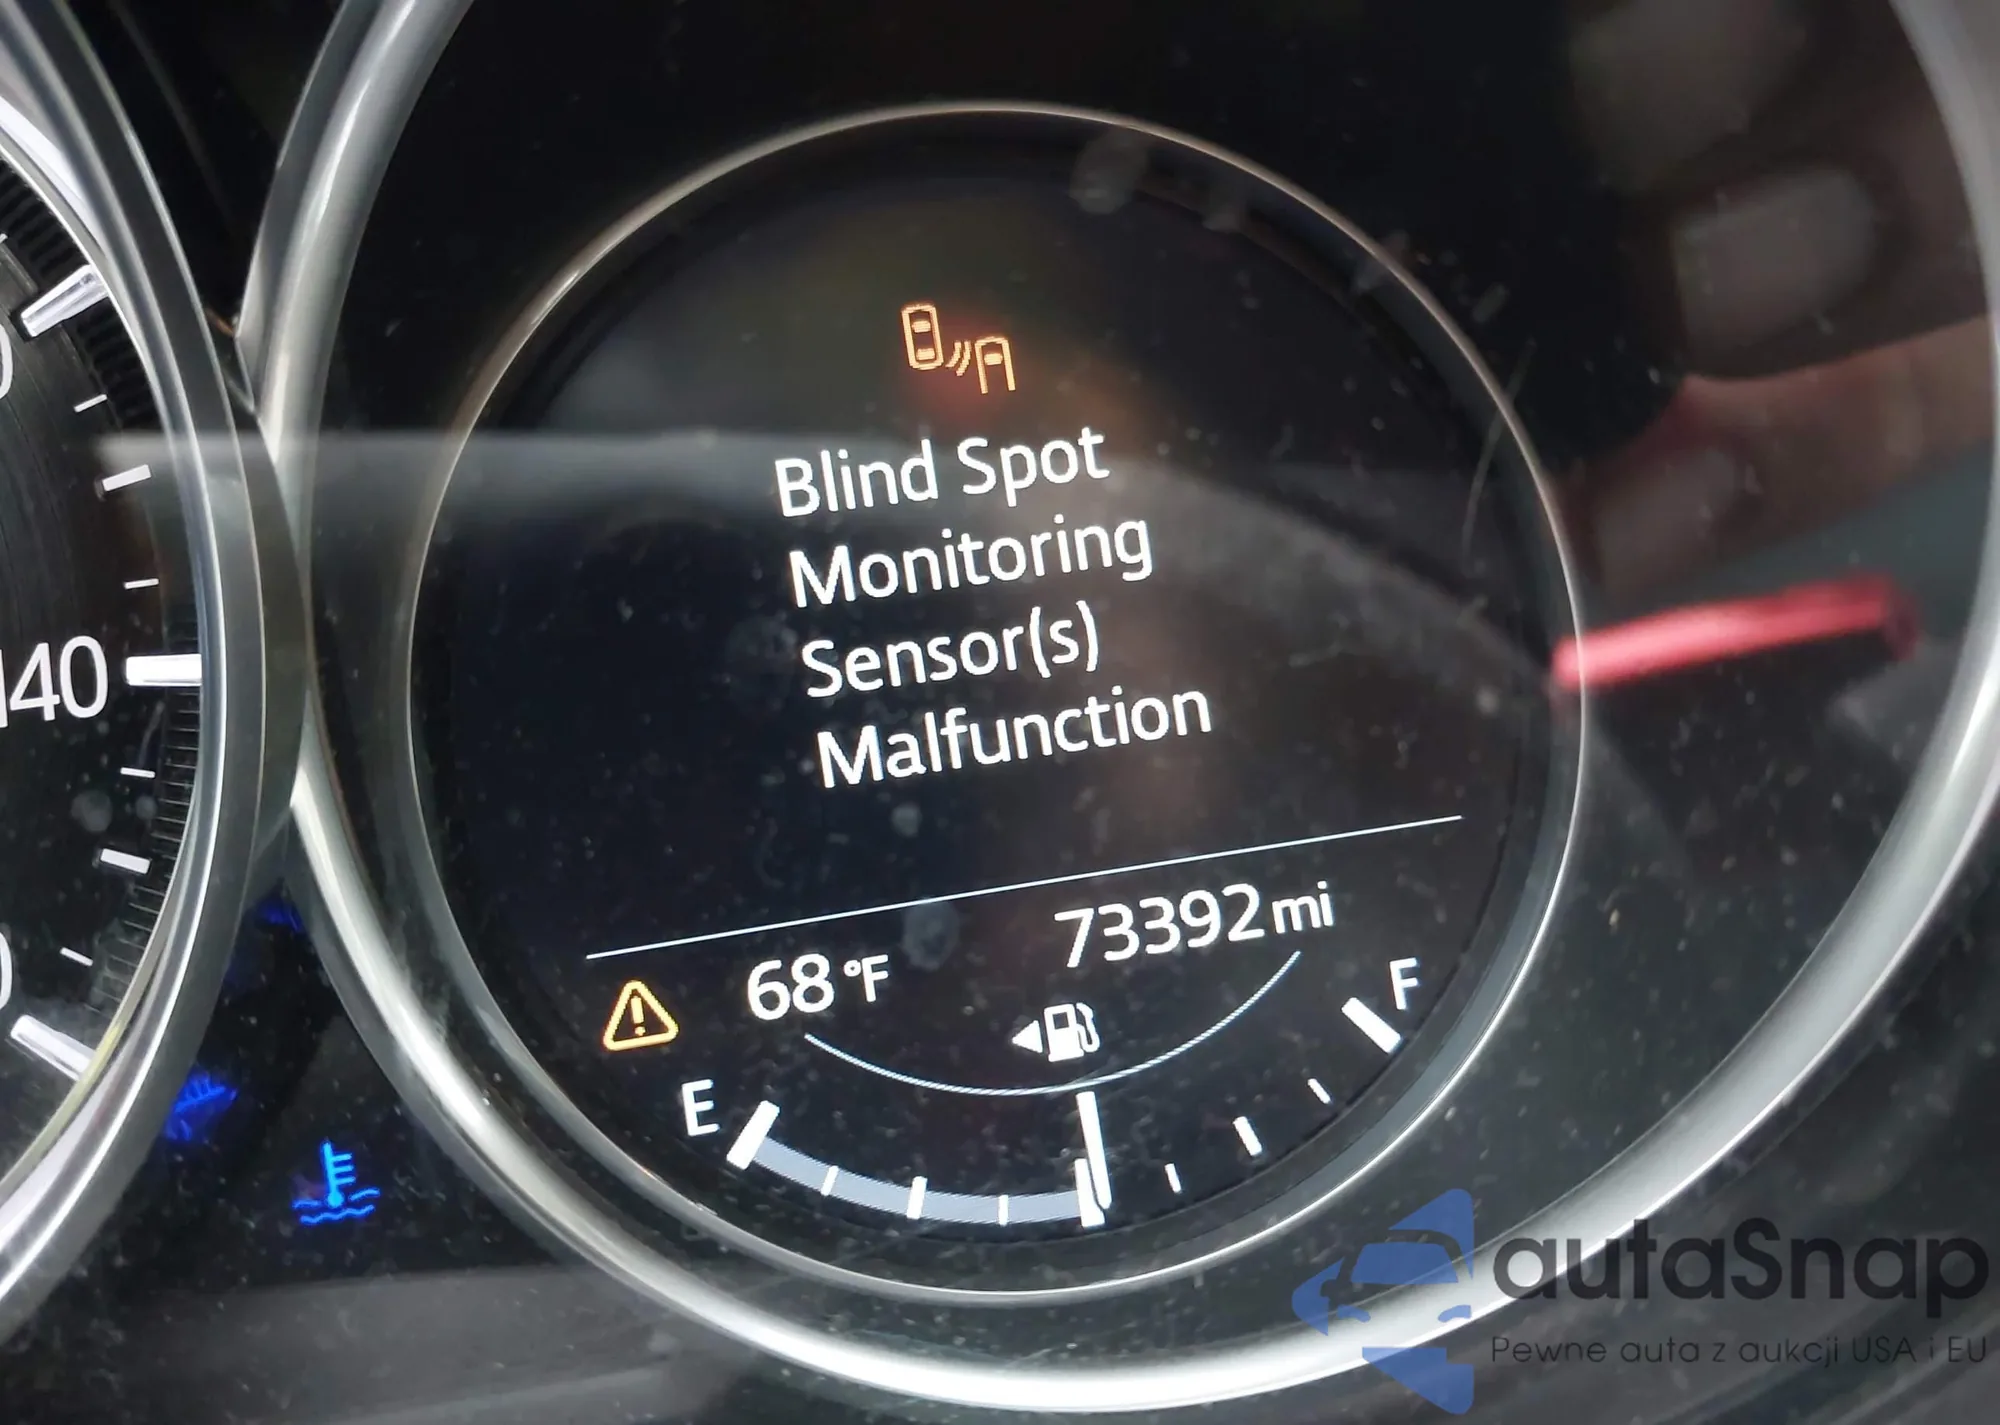 Blind Spot
Monitoring
Sensor(s)
Malfunction
68 °F
73392 mi
E
F
140
autaSnap
Pewne auta z aukcji USA i EU